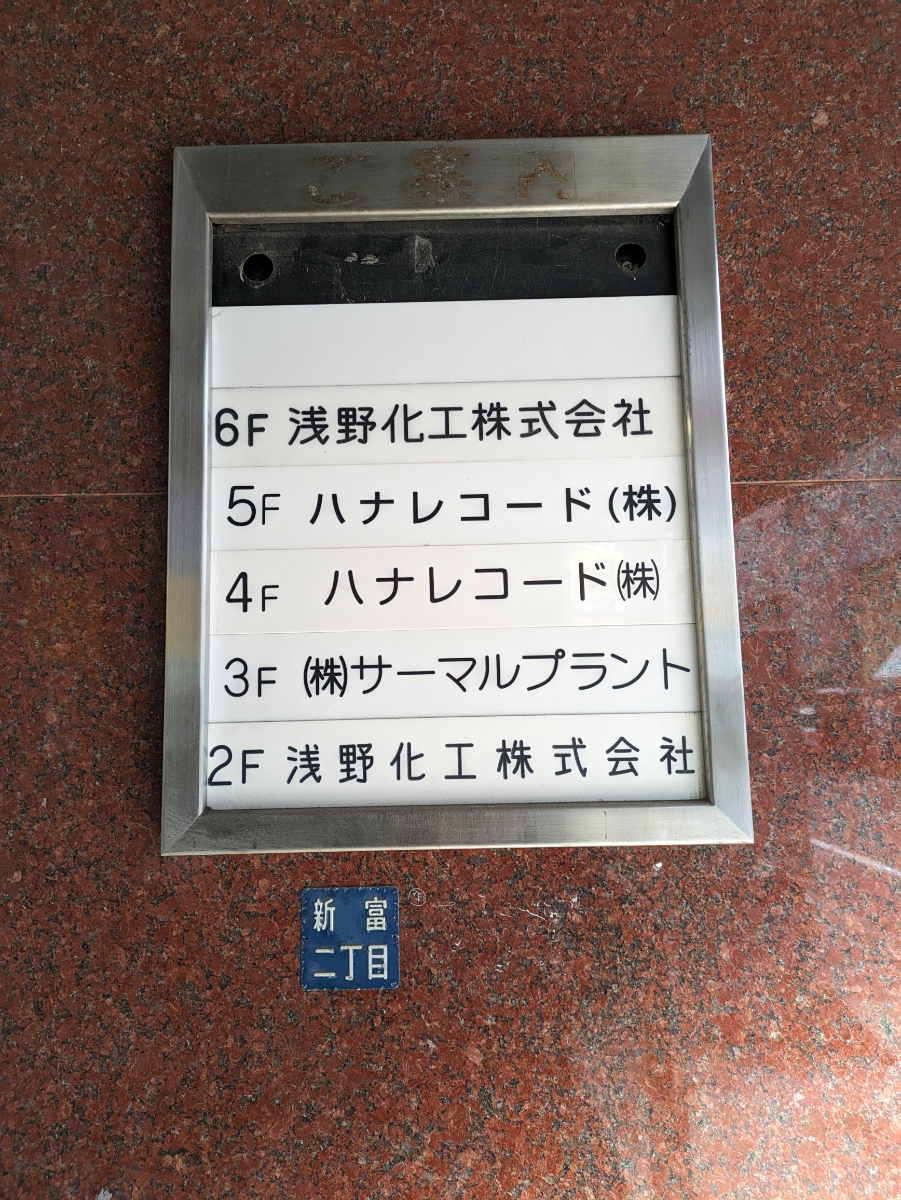 ご案内
6F 浅野化工株式会社
5F ハナレコード(株)
4F ハナレコード㈱
3F ㈱サーマルプラント
2F 浅野化工株式会社
新富
二丁目